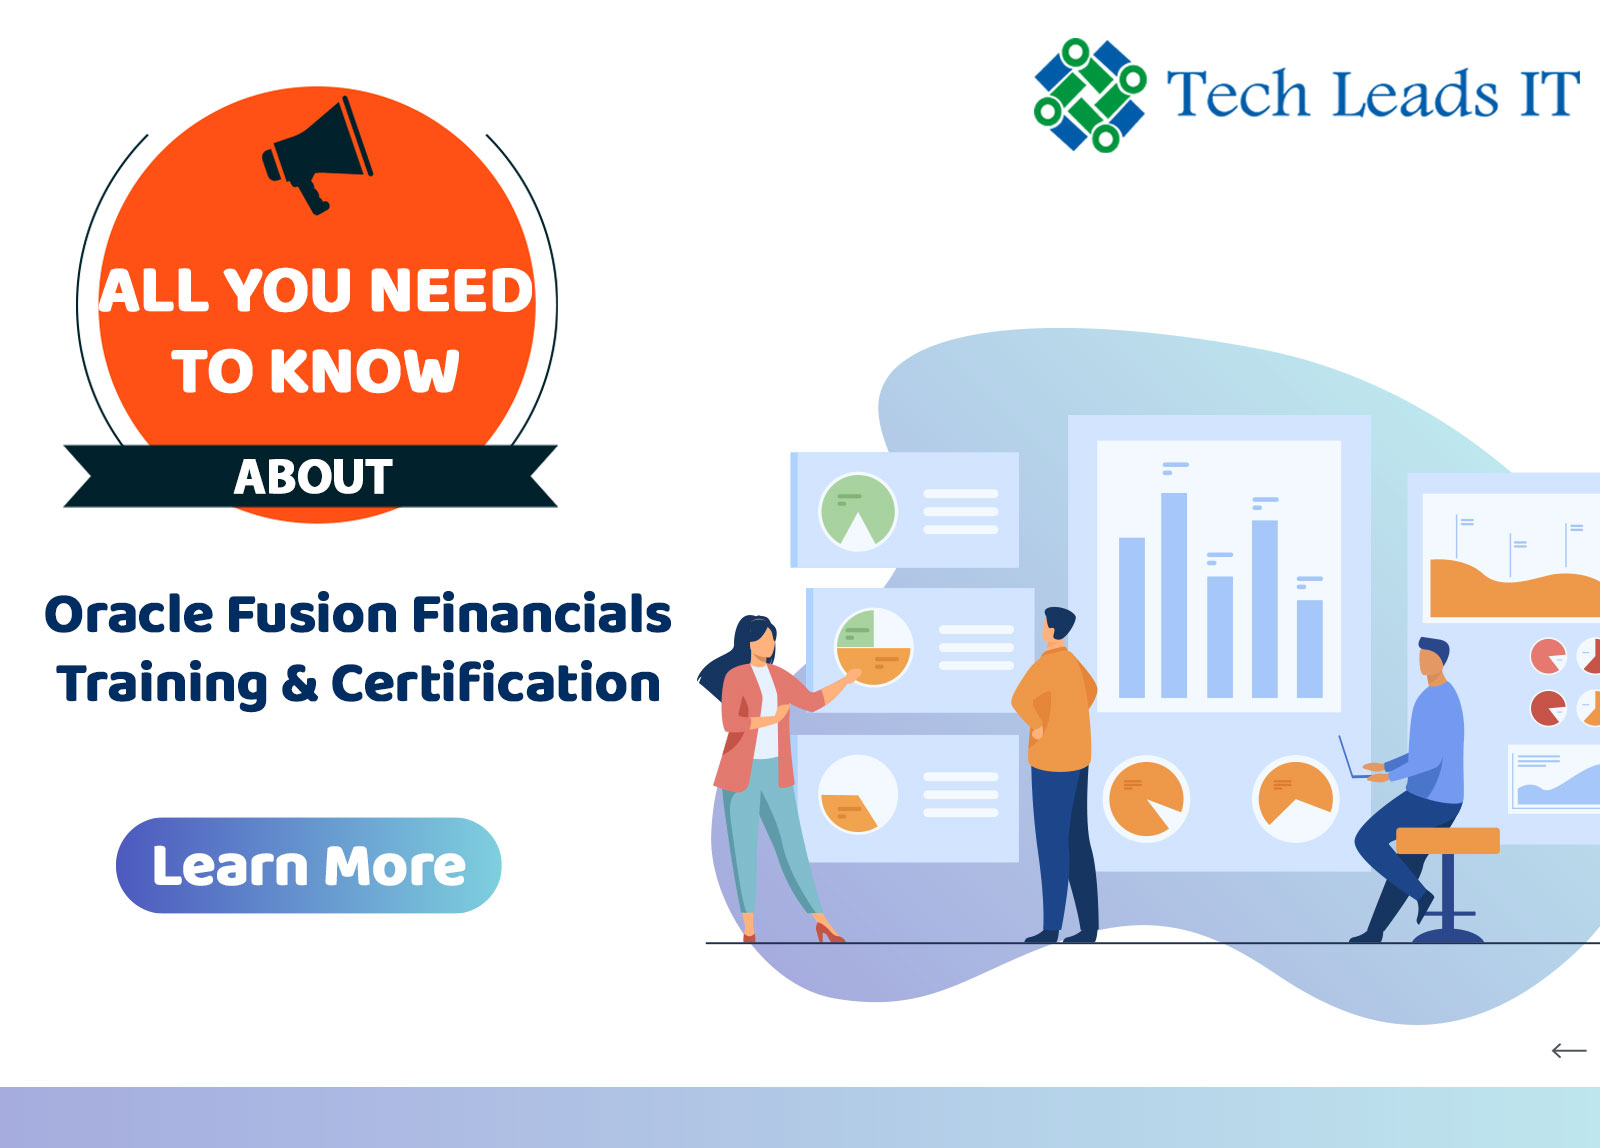 Tech Leads IT
ALL YOU NEED
TO KNOW
ABOUT
Oracle Fusion Financials
Training & Certification
Learn More